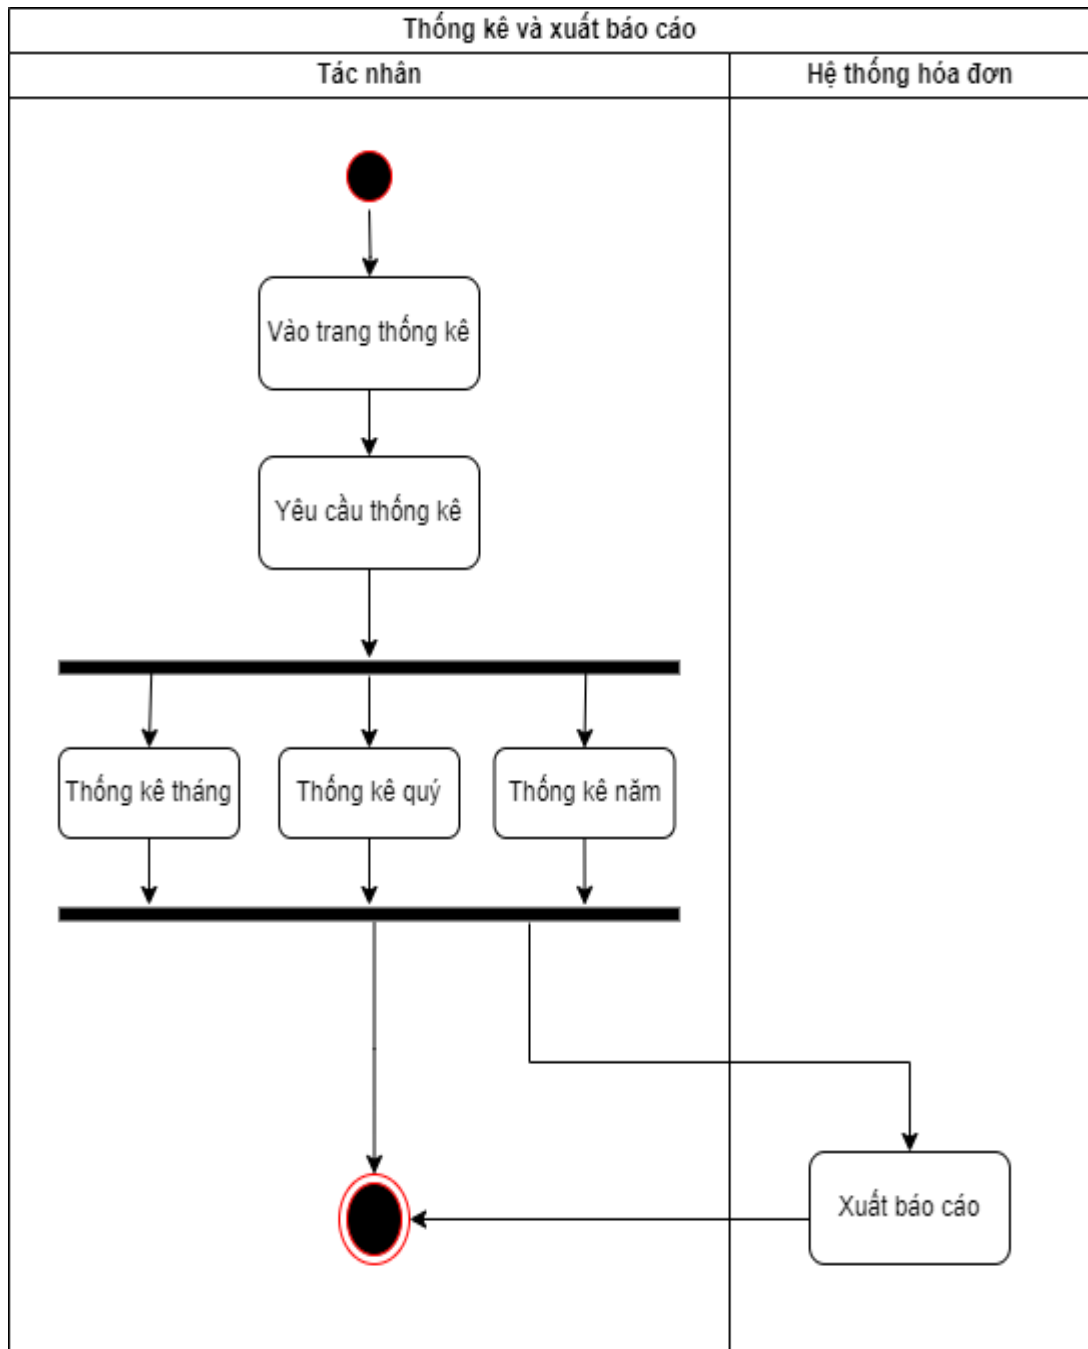 Thống kê và xuất báo cáo
Tác nhân
Hệ thống hóa đơn
Vào trang thống kê
Yêu cầu thống kê
Thống kê tháng
Thống kê quý
Thống kê năm
Xuất báo cáo